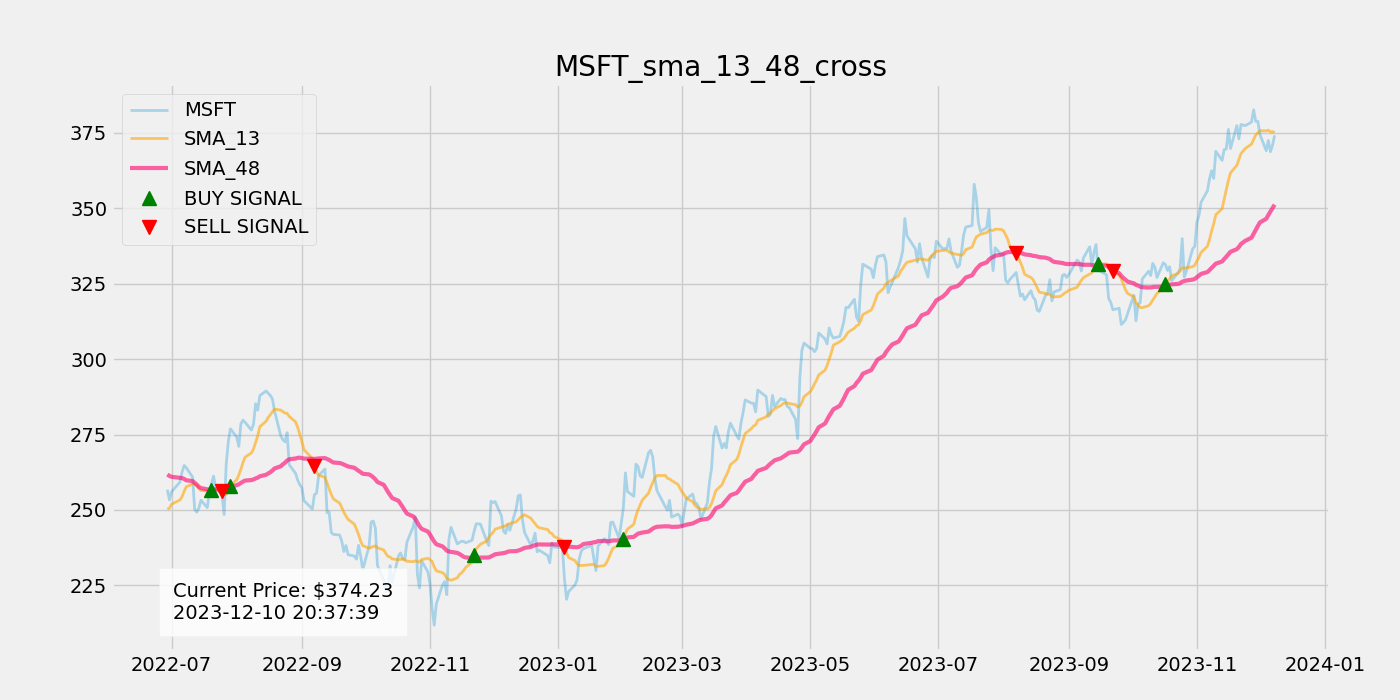 MSFT_sma_13_48_cross
MSFT
SMA_13
SMA_48
BUY SIGNAL
SELL SIGNAL
375
350
325
300
275
250
225
Current Price: $374.23
2023-12-10 20:37:39
2022-07
2022-09
2022-11
2023-01
2023-03
2023-05
2023-07
2023-09
2023-11
2024-01